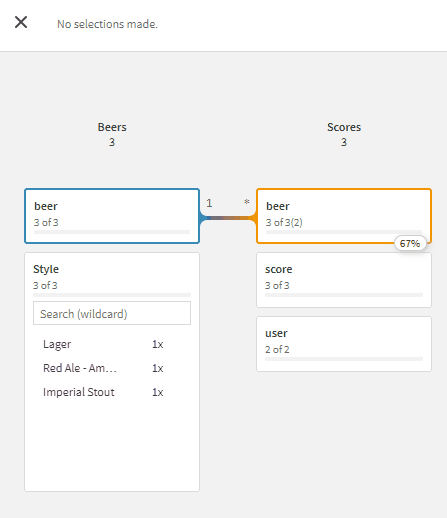 No selections made.
Beers
3
Scores
3
beer
3 of 3
1
*
beer
3 of 3(2)
67%
Style
3 of 3
Search (wildcard)
Lager 1x
Red Ale - Am… 1x
Imperial Stout 1x
score
3 of 3
user
2 of 2